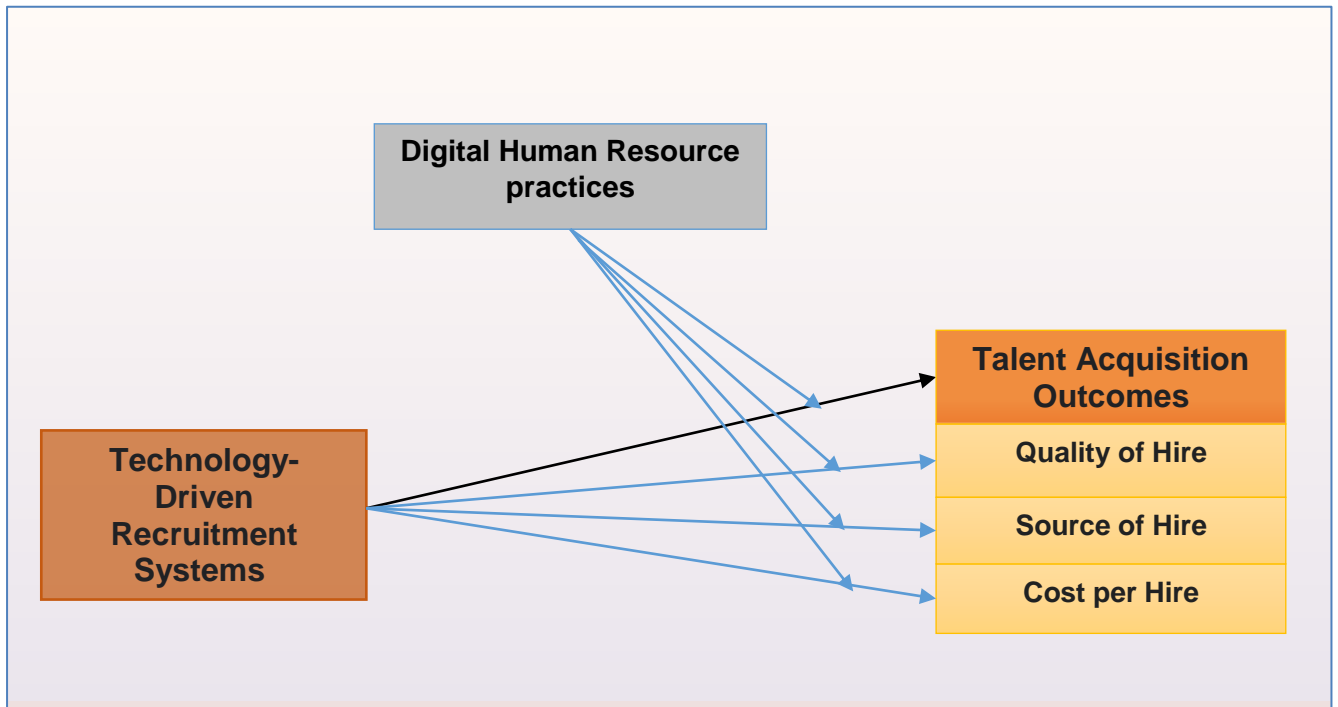 Digital Human Resource
practices
Talent Acquisition
Outcomes
Quality of Hire
Source of Hire
Cost per Hire
Technology-
Driven
Recruitment
Systems